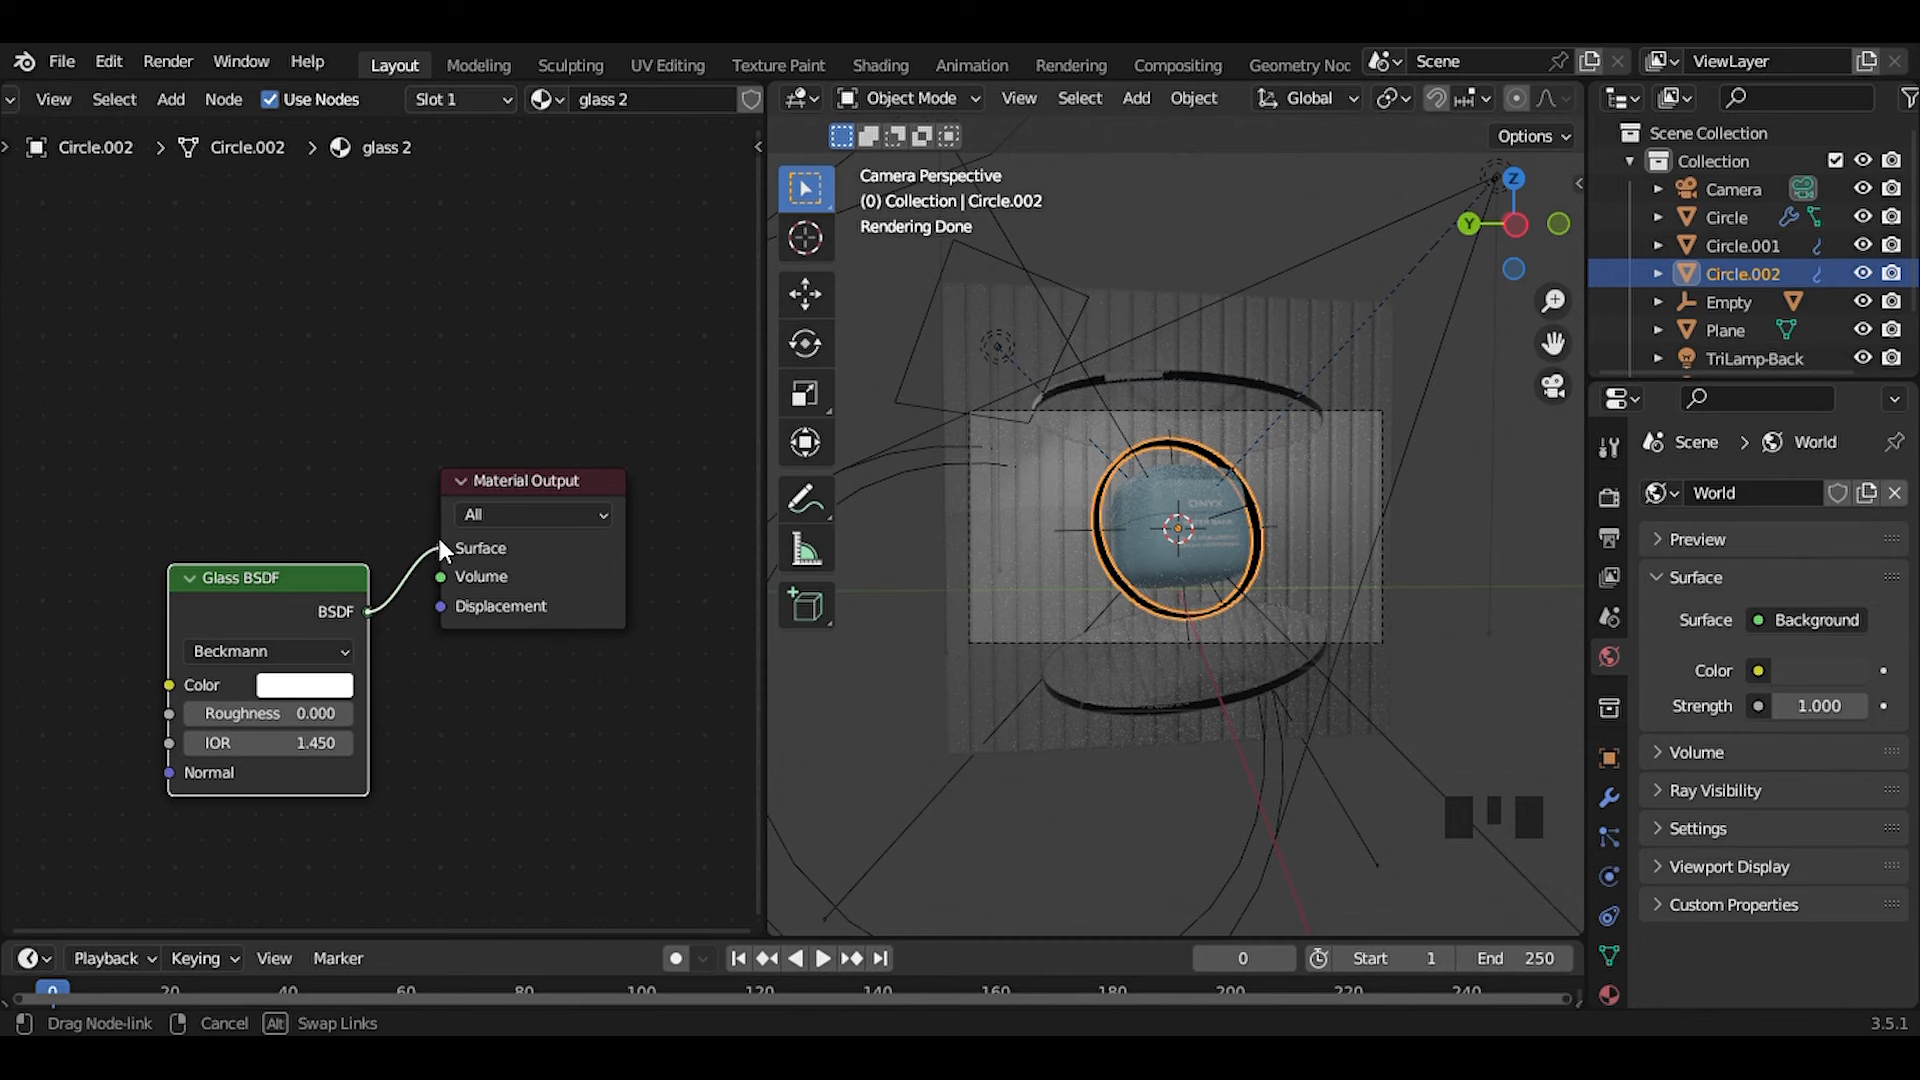 File Edit Render Window Help Layout Modeling Sculpting UV Editing Texture Paint Shading Animation Rendering Compositing Geometry Noc Scene ViewLayer
View Select Add Node Use Nodes Slot 1 glass 2 Object Mode View Select Add Object Global
Options
Circle.002 Circle.002 glass 2
Camera Perspective
(0) Collection | Circle.002
Rendering Done
Z
Y
Scene Collection
Collection
Camera
Circle
Circle.001
Circle.002
Empty
Plane
TriLamp-Back
Material Output
All
Surface
Volume
Displacement
Glass BSDF
BSDF
Beckmann
Color
Roughness 0.000
IOR 1.450
Normal
ONYX
Scene World
World
Preview
Surface
Surface Background
Color
Strength 1.000
Volume
Ray Visibility
Settings
Viewport Display
Custom Properties
Playback Keying View Marker 0 Start 1 End 250
0 20 40 60 80 100 120 140 160 180 200 220 240
Drag Node-link Cancel Alt Swap Links 3.5.1